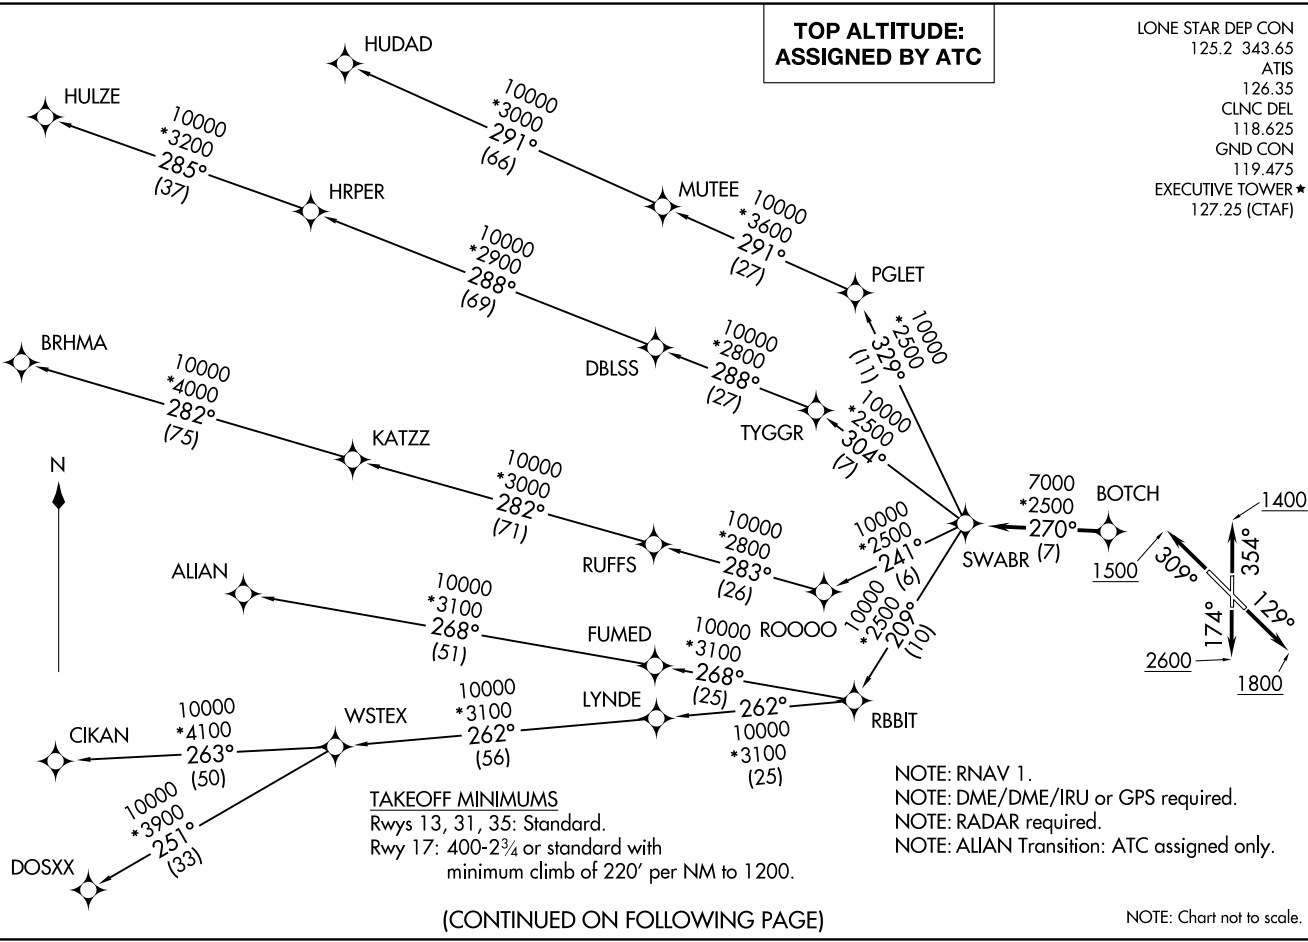 TOP ALTITUDE:
ASSIGNED BY ATC
LONE STAR DEP CON
125.2 343.65
ATIS
126.35
CLNC DEL
118.625
GND CON
119.475
EXECUTIVE TOWER★
127.25 (CTAF)
HUDAD
10000
*3000
291°
(66)
HULZE
10000
*3200
285°
(37)
HRPER
MUTEE
10000
*3600
291°
(27)
PGLET
10000
*2900
288°
(69)
10000
*2500
329°
(11)
BRHMA
10000
*4000
282°
(75)
DBLSS
10000
*2800
288°
(27)
TYGGR
10000
*2500
304°
(7)
KATZZ
N
10000
*3000
282°
(71)
7000
*2500
270°
(7)
BOTCH
SWABR
1400
354°
1500
309°
129°
174°
2600
1800
RUFFS
10000
*2800
283°
(26)
10000
*2500
241°
(6)
ROOOO
10000
*2500
209°
(10)
ALIAN
10000
*3100
268°
(51)
FUMED
10000
*3100
268°
(25)
LYNDE
262°
10000
*3100
(25)
RBBIT
WSTEX
10000
*3100
262°
(56)
CIKAN
10000
*4100
263°
(50)
10000
*3900
251°
(33)
DOSXX
TAKEOFF MINIMUMS
Rwys 13, 31, 35: Standard.
Rwy 17: 400-2¾ or standard with
minimum climb of 220' per NM to 1200.
NOTE: RNAV 1.
NOTE: DME/DME/IRU or GPS required.
NOTE: RADAR required.
NOTE: ALIAN Transition: ATC assigned only.
(CONTINUED ON FOLLOWING PAGE)
NOTE: Chart not to scale.